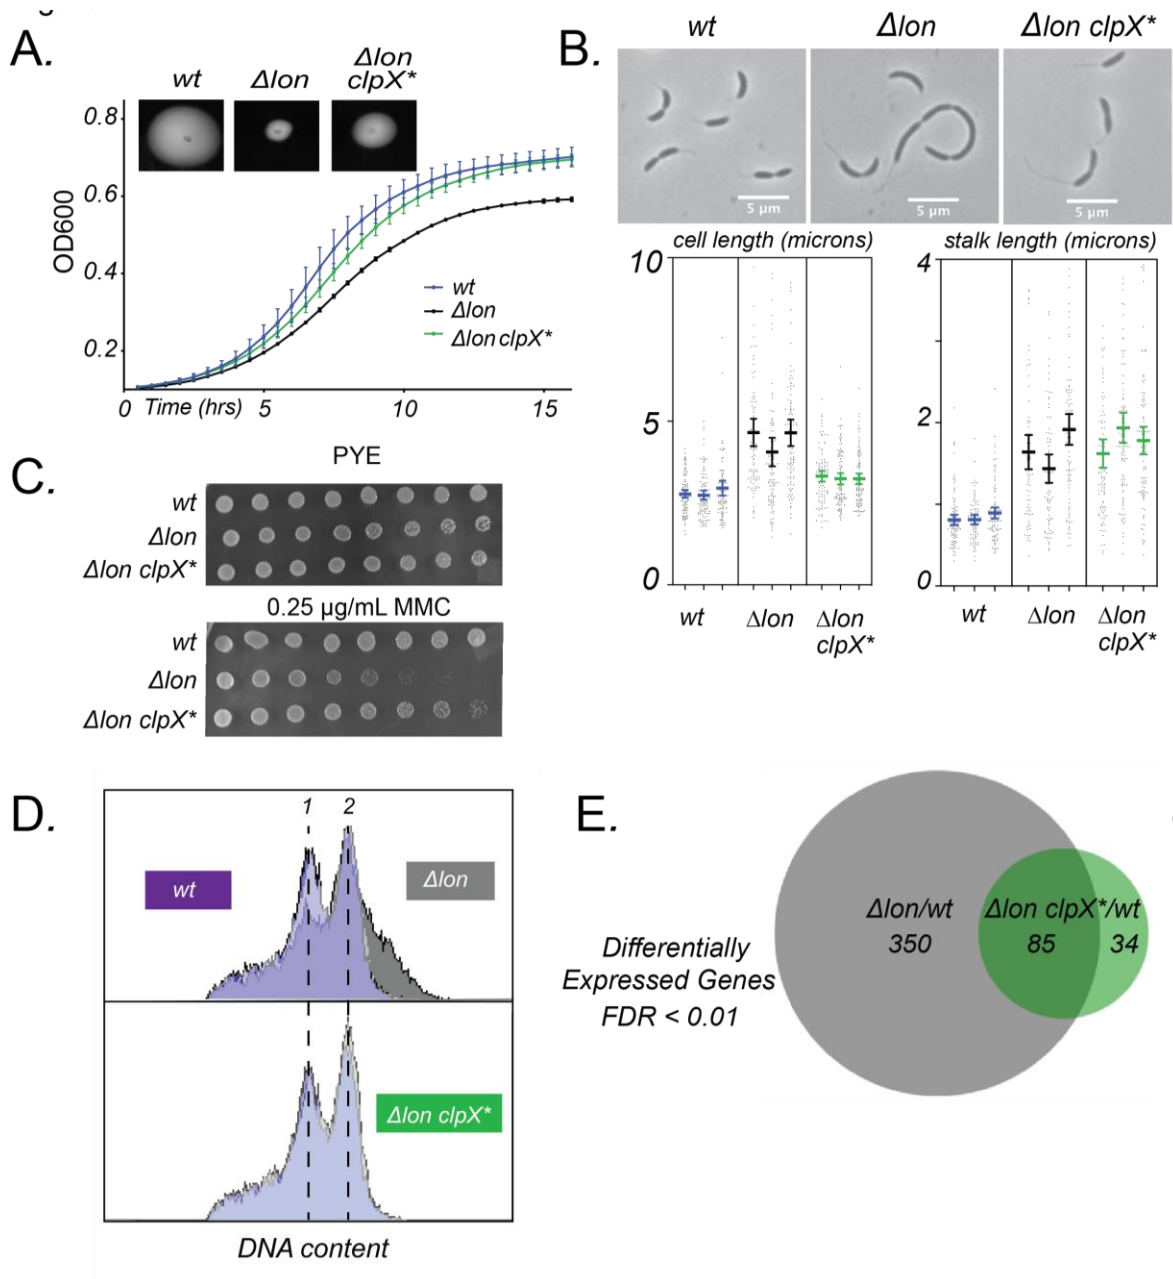 A.
wt
Δlon
Δlon
clpX*
0.8
0.6
0.4
0.2
OD600
wt
Δlon
Δlon clpX*
0 Time (hrs) 5 10 15
B.
wt Δlon Δlon clpX*
5 μm 5 μm 5 μm
cell length (microns) stalk length (microns)
10
5
0
4
2
0
wt Δlon Δlon
clpX*
wt Δlon Δlon
clpX*
C.
PYE
wt
Δlon
Δlon clpX*
0.25 μg/mL MMC
wt
Δlon
Δlon clpX*
D.
1 2
wt
Δlon
Δlon clpX*
DNA content
E.
Δlon/wt
350
Δlon clpX*/wt
85 34
Differentially
Expressed Genes
FDR < 0.01